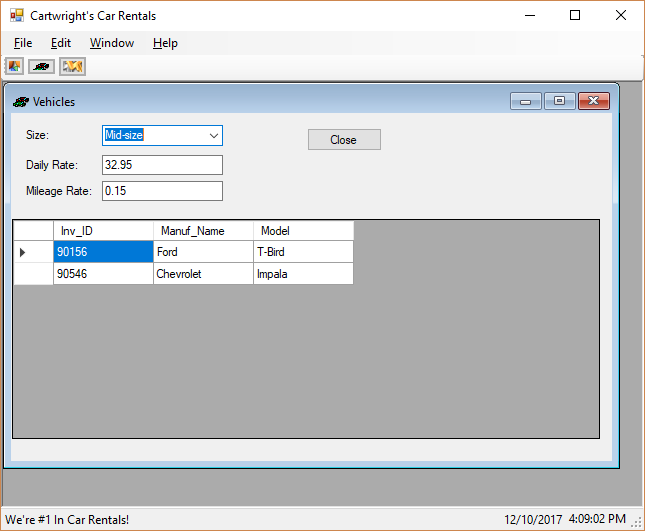 Cartwright's Car Rentals
File Edit Window Help
Vehicles
Size: Mid-size Close
Daily Rate: 32.95
Mileage Rate: 0.15
Inv_ID Manuf_Name Model
90156 Ford T-Bird
90546 Chevrolet Impala
We're #1 In Car Rentals! 12/10/2017 4:09:02 PM